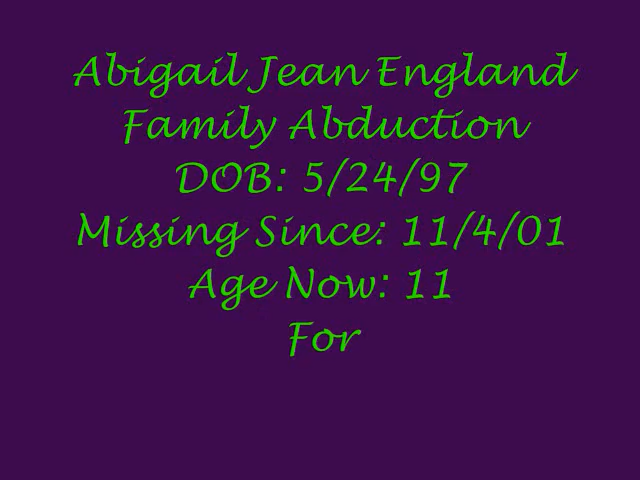 Abigail Jean England
Family Abduction
DOB: 5/24/97
Missing Since: 11/4/01
Age Now: 11
For